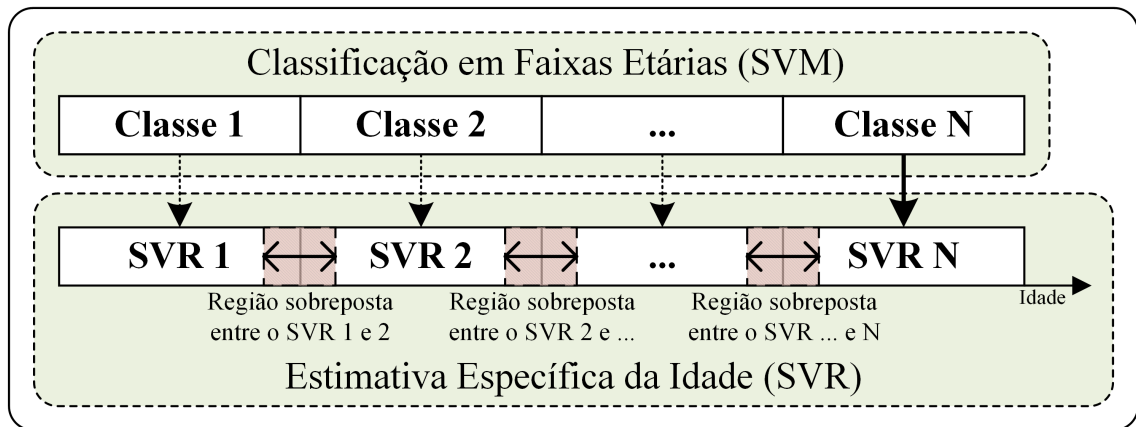 Classificação em Faixas Etárias (SVM)
Classe 1 Classe 2 ... Classe N
SVR 1 SVR 2 ... SVR N
Idade
Região sobreposta Região sobreposta Região sobreposta
entre o SVR 1 e 2 entre o SVR 2 e ... entre o SVR ... e N
Estimativa Específica da Idade (SVR)